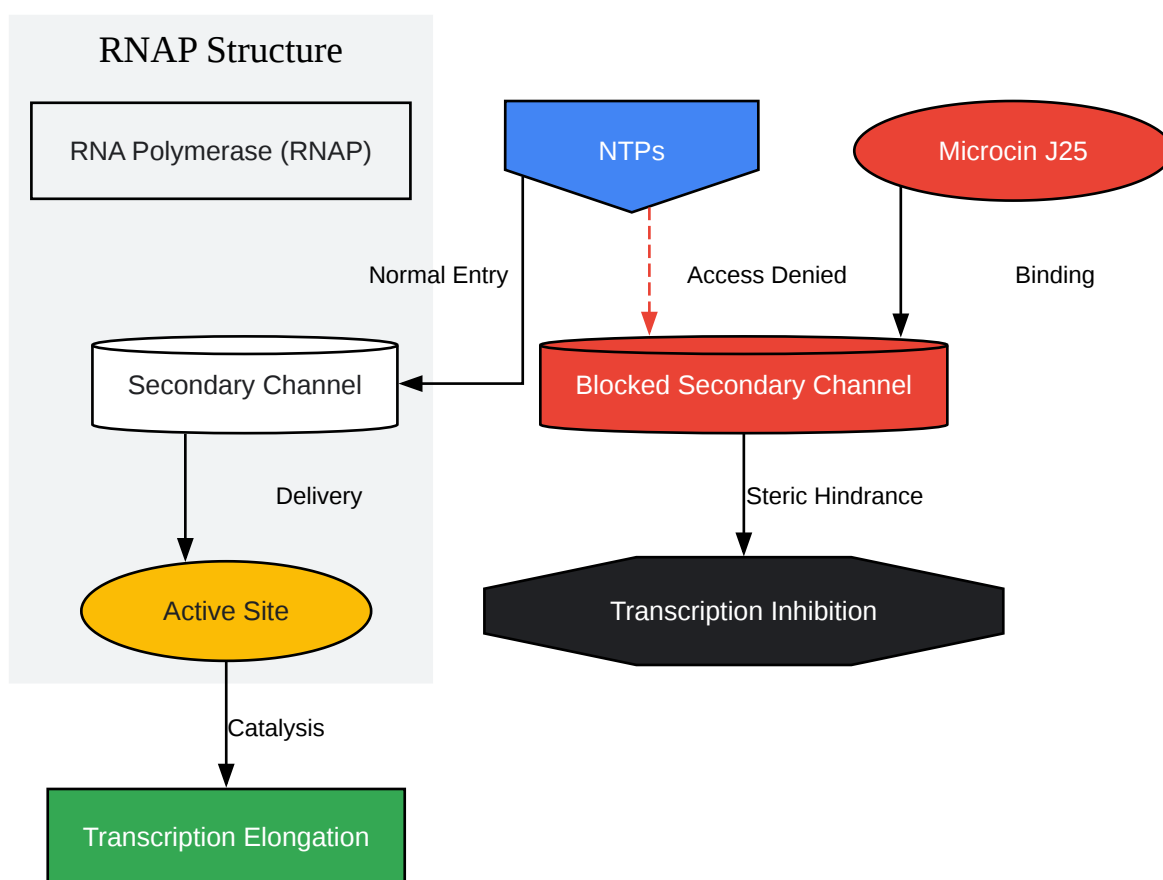 RNAP Structure
RNA Polymerase (RNAP)
NTPs
Microcin J25
Normal Entry
Access Denied
Binding
Secondary Channel
Blocked Secondary Channel
Delivery
Steric Hindrance
Active Site
Transcription Inhibition
Catalysis
Transcription Elongation